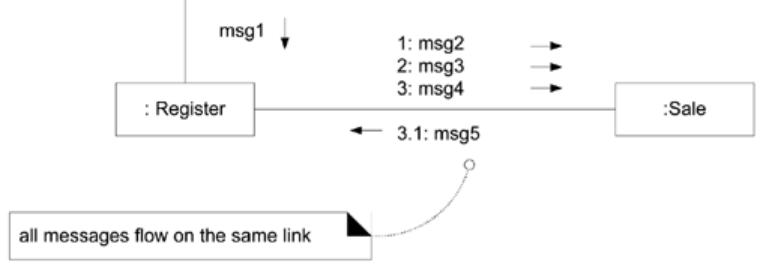 msg1
1: msg2
2: msg3
3: msg4
: Register
:Sale
3.1: msg5
all messages flow on the same link